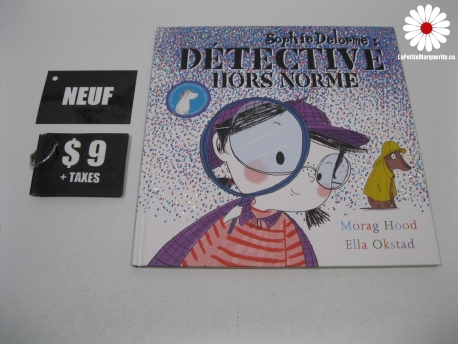 LaPetiteMarguerite.ca
Sophie Delorme :
DÉTECTIVE
HORS NORME
NEUF
$ 9
+ TAXES
Morag Hood
Ella Okstad